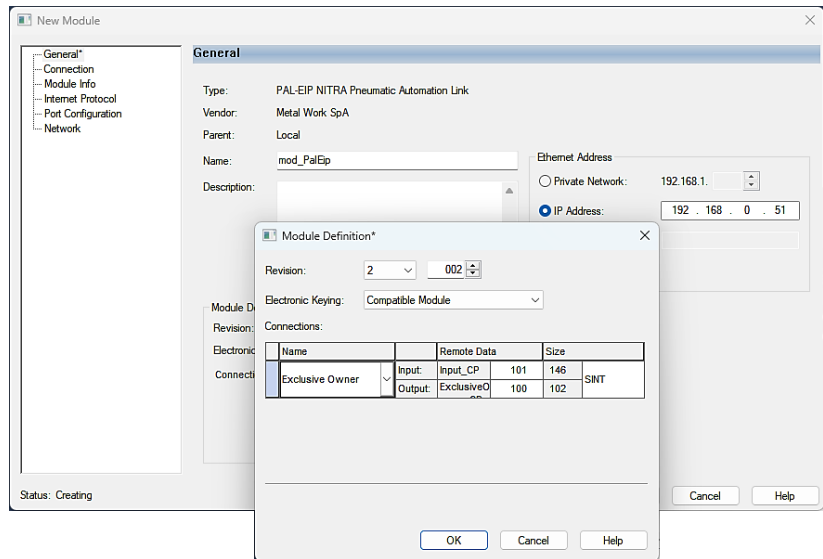 New Module
General*
Connection
Module Info
Internet Protocol
Port Configuration
Network
General
Type: PAL-EIP NITRA Pneumatic Automation Link
Vendor: Metal Work SpA
Parent: Local
Name: mod_PalEip
Description:
Ethernet Address
Private Network: 192.168.1.
IP Address: 192 . 168 . 0 . 51
Module D
Revision:
Electronic
Connecti
Module Definition*
Revision: 2 002
Electronic Keying: Compatible Module
Connections:
Name Remote Data Size
Exclusive Owner Input: Input_CP 101 146 SINT
Output: ExclusiveO 100 102
OK Cancel Help
Status: Creating
Cancel Help